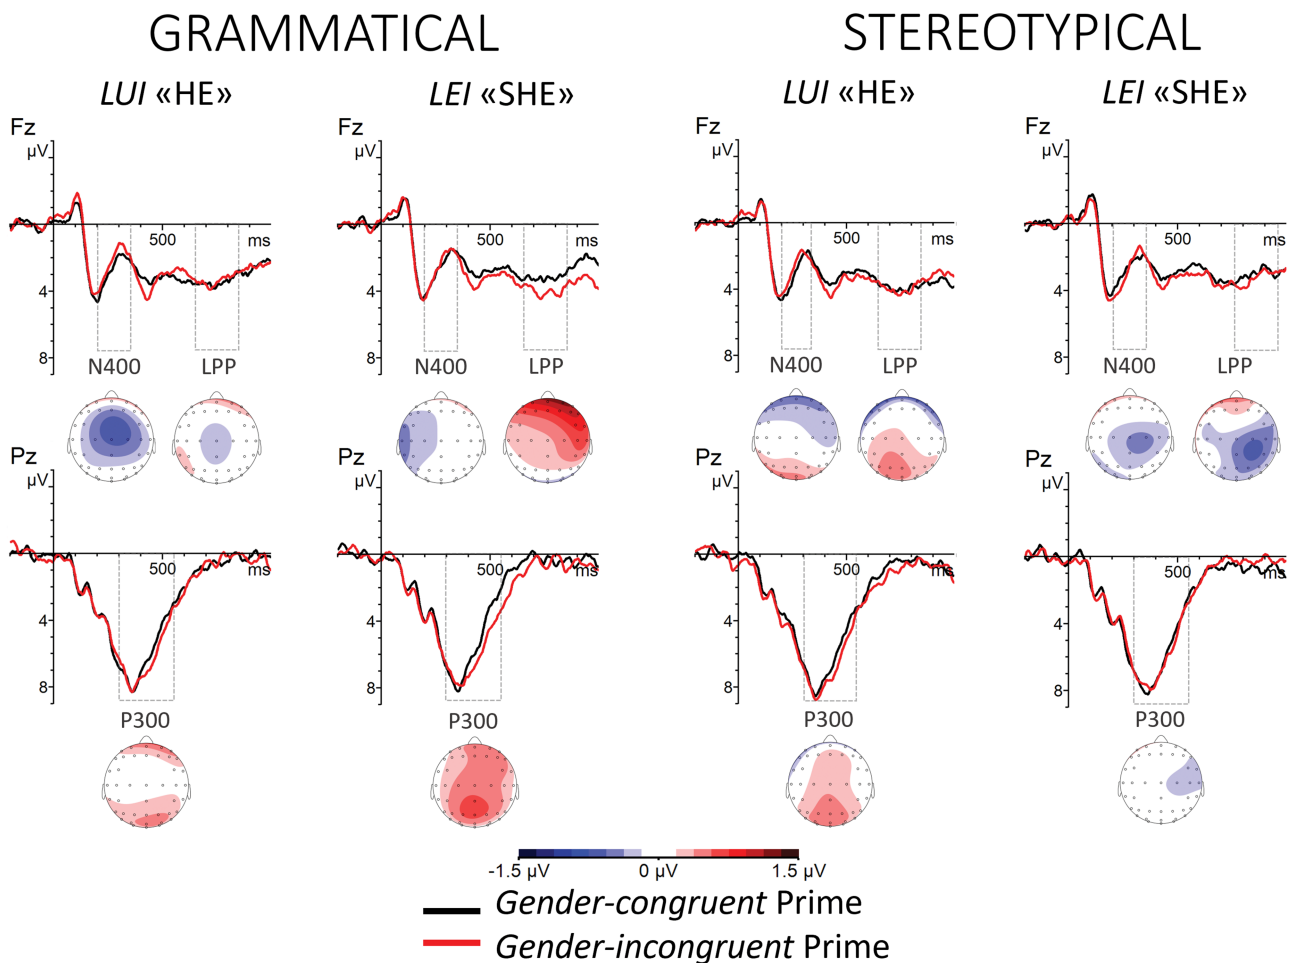 GRAMMATICAL
STEREOTYPICAL
LUI «HE»
LEI «SHE»
LUI «HE»
LEI «SHE»
Fz
µV
500
ms
4
8
N400
LPP
Fz
µV
500
ms
4
8
N400
LPP
Fz
µV
500
ms
4
8
N400
LPP
Fz
µV
500
ms
4
8
N400
LPP
Pz
µV
500
ms
4
8
P300
Pz
µV
500
ms
4
8
P300
Pz
µV
500
ms
4
8
P300
Pz
µV
500
ms
4
8
P300
-1.5 µV
0 µV
1.5 µV
Gender-congruent Prime
Gender-incongruent Prime